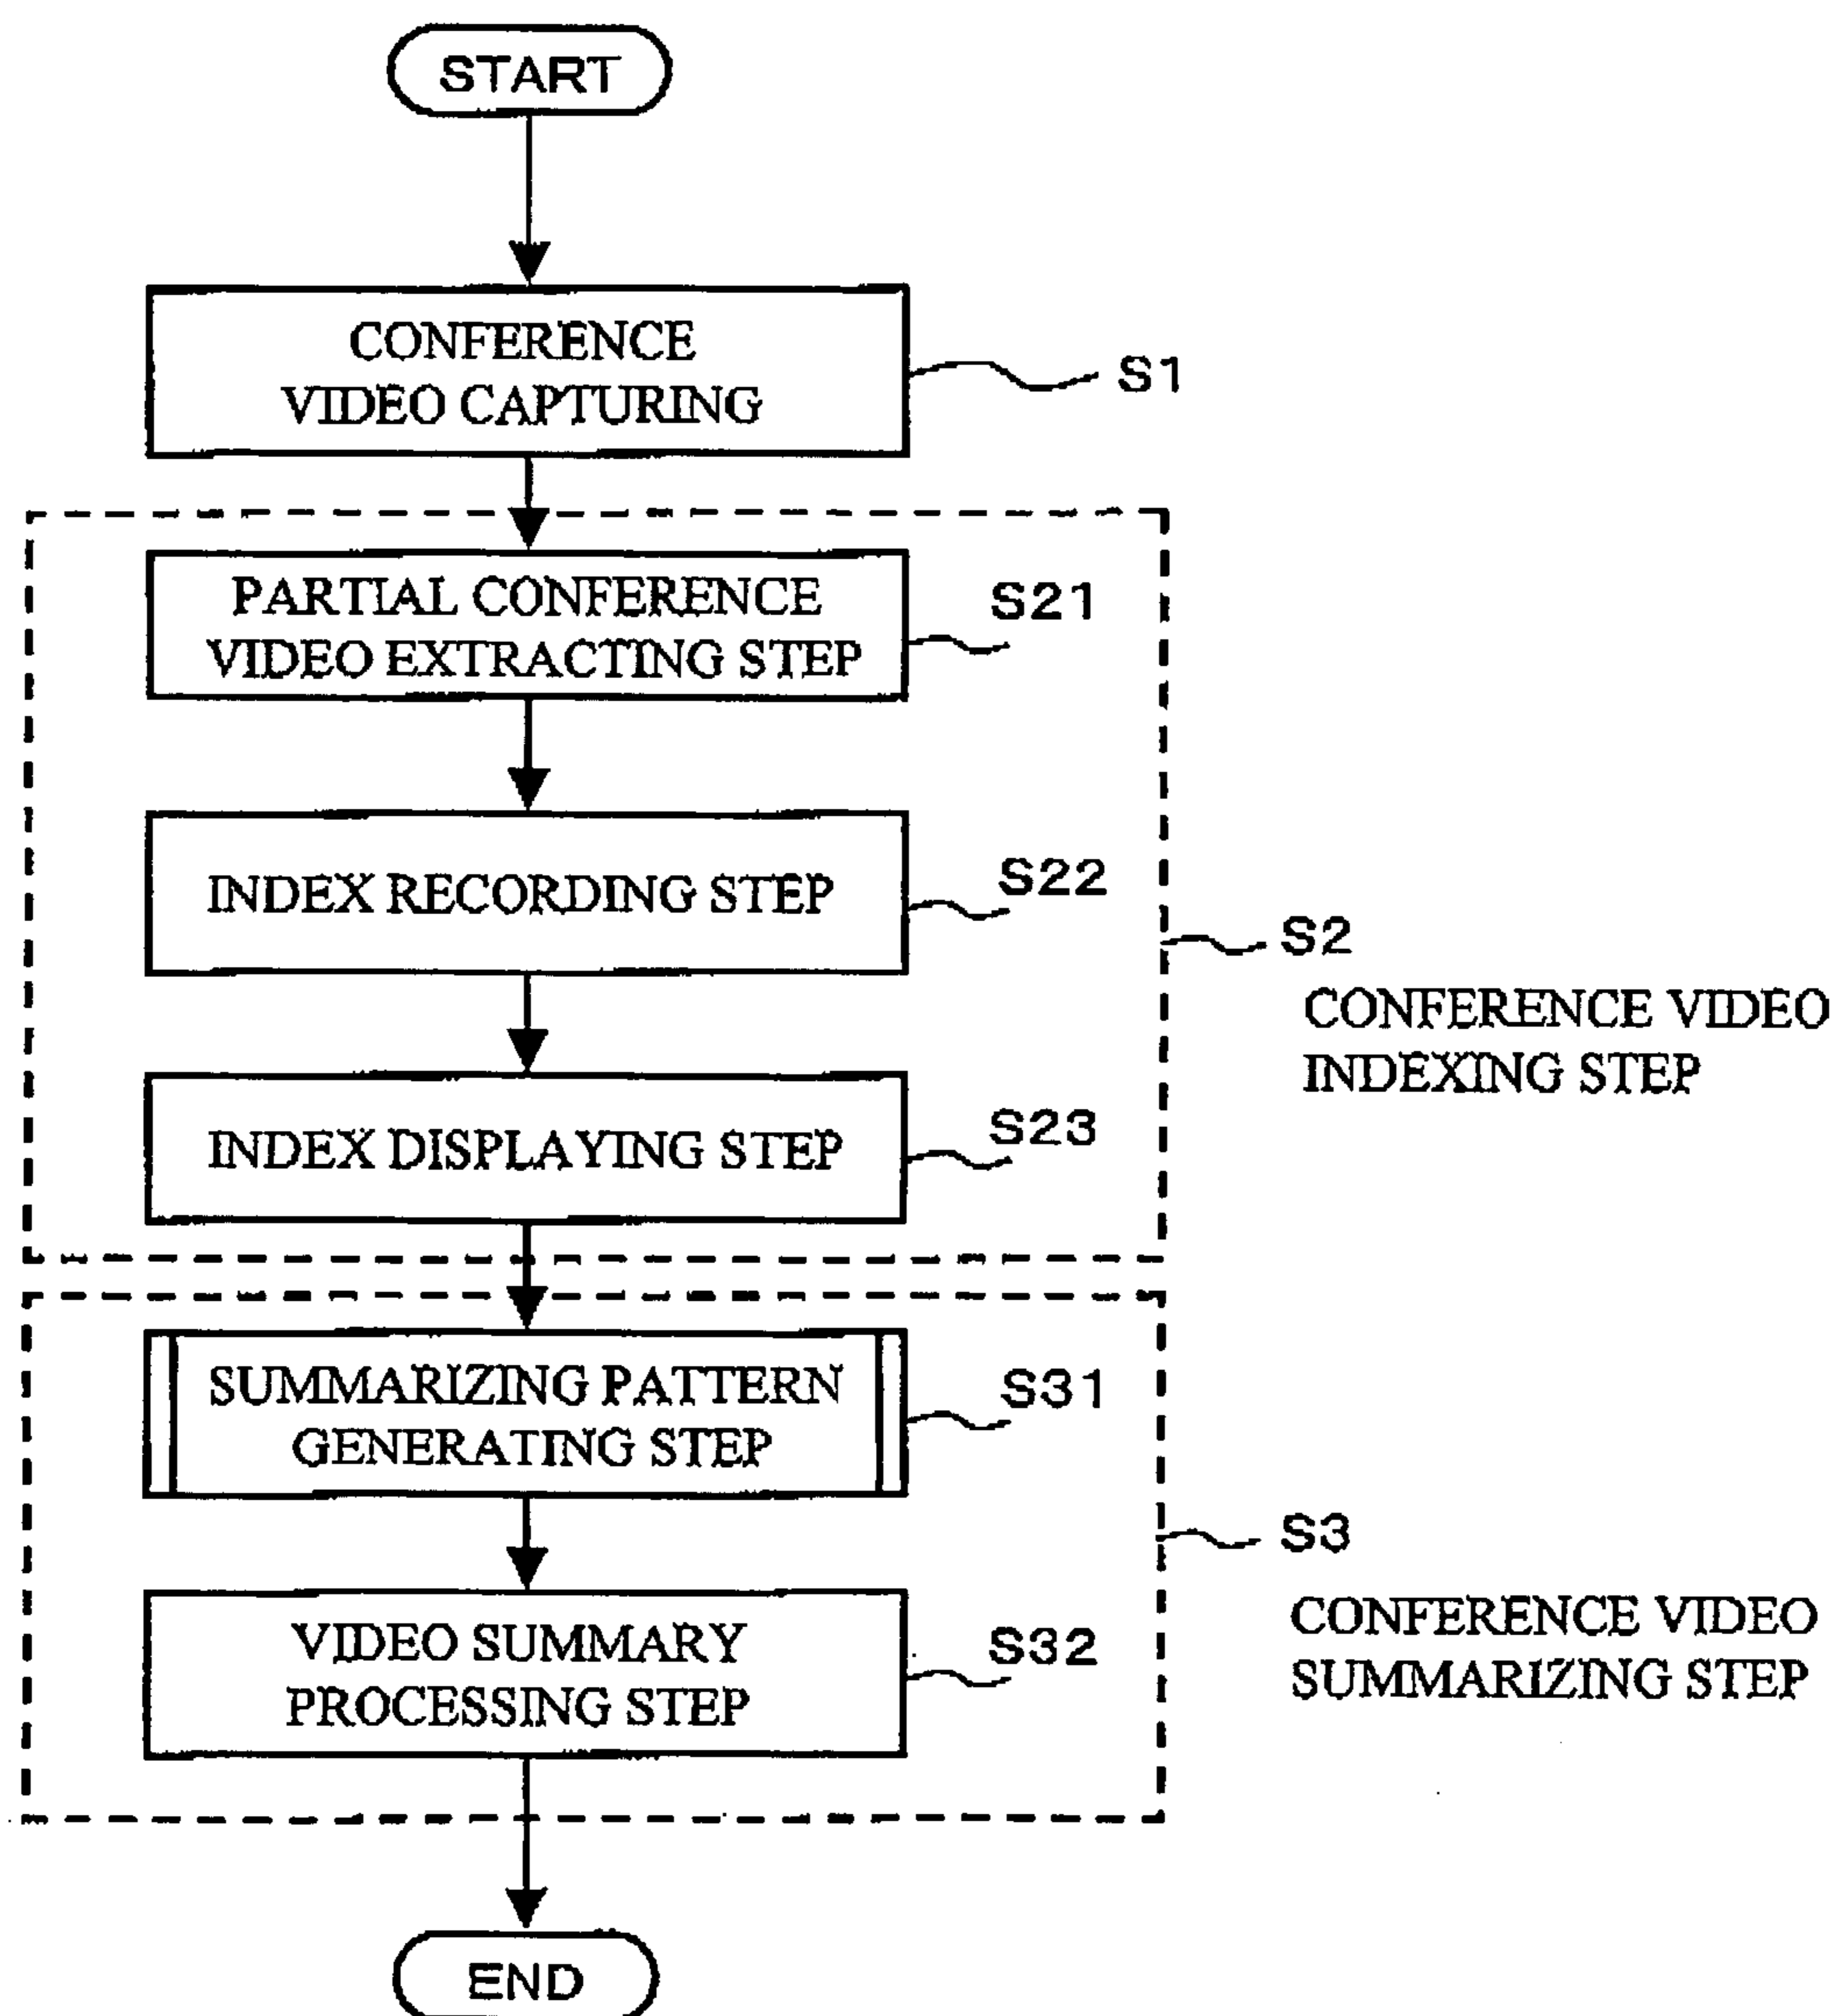 START
CONFERENCE
VIDEO CAPTURING
S1
PARTIAL CONFERENCE
VIDEO EXTRACTING STEP
S21
INDEX RECORDING STEP
S22
S2
CONFERENCE VIDEO
INDEXING STEP
INDEX DISPLAYING STEP
S23
SUMMARIZING PATTERN
GENERATING STEP
S31
S3
CONFERENCE VIDEO
SUMMARIZING STEP
VIDEO SUMMARY
PROCESSING STEP
S32
END